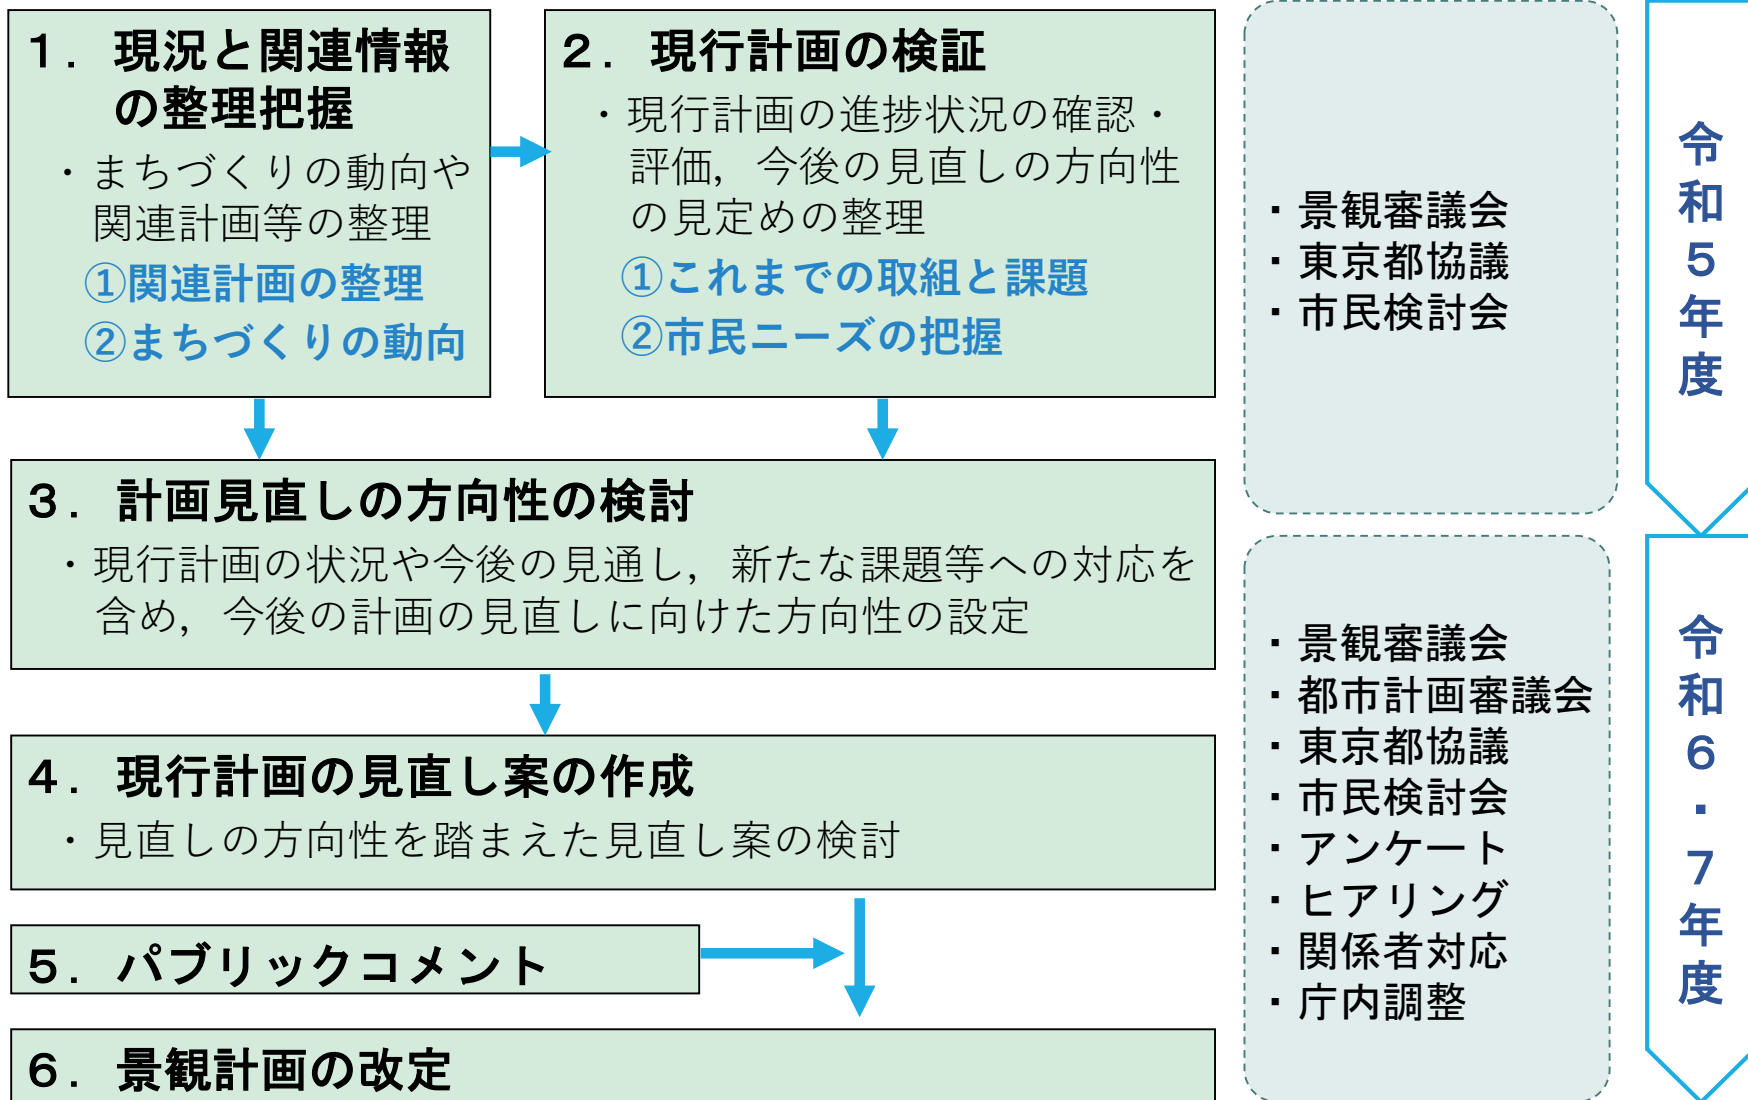 １．現況と関連情報
の整理把握
・まちづくりの動向や
関連計画等の整理
①関連計画の整理
②まちづくりの動向
２．現行計画の検証
・現行計画の進捗状況の確認・
評価，今後の見直しの方向性
の見定めの整理
①これまでの取組と課題
②市民ニーズの把握
３．計画見直しの方向性の検討
・現行計画の状況や今後の見通し，新たな課題等への対応を
含め，今後の計画の見直しに向けた方向性の設定
４．現行計画の見直し案の作成
・見直しの方向性を踏まえた見直し案の検討
５．パブリックコメント
６．景観計画の改定
・景観審議会
・東京都協議
・市民検討会
令和５年度
・景観審議会
・都市計画審議会
・東京都協議
・市民検討会
・アンケート
・ヒアリング
・関係者対応
・庁内調整
令和６・７年度